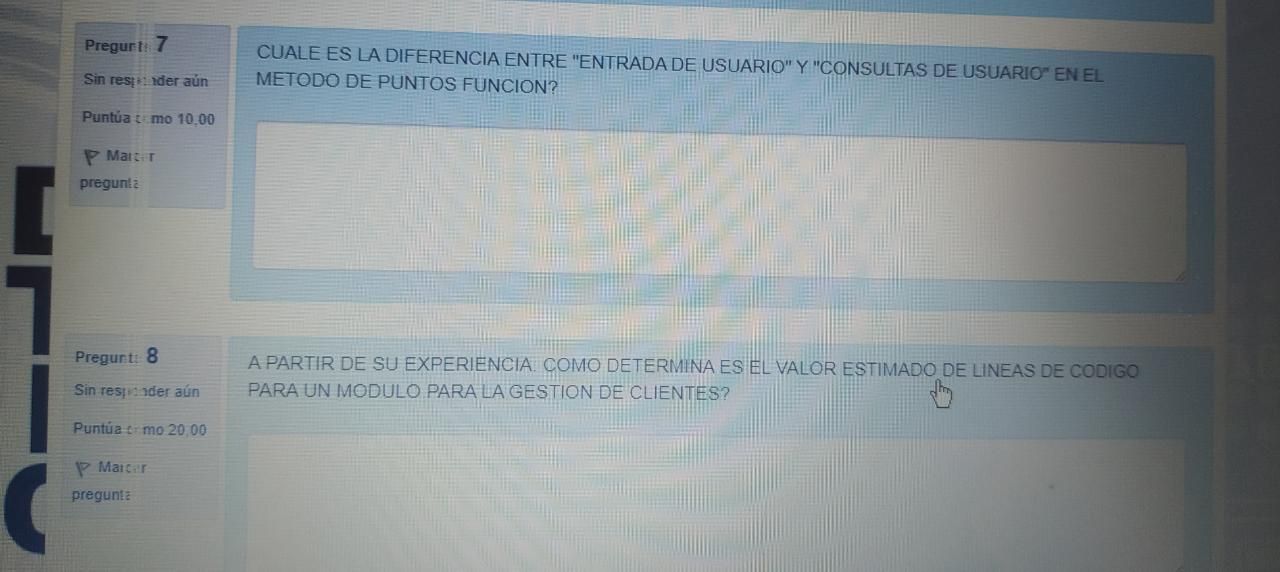 Pregunta 7
Sin responder aún
Puntúa como 10,00
Marcar
pregunta
CUALE ES LA DIFERENCIA ENTRE "ENTRADA DE USUARIO" Y "CONSULTAS DE USUARIO" EN EL
METODO DE PUNTOS FUNCION?
Pregunta 8
Sin responder aún
Puntúa como 20,00
Marcar
pregunta
A PARTIR DE SU EXPERIENCIA. COMO DETERMINA ES EL VALOR ESTIMADO DE LINEAS DE CODIGO
PARA UN MODULO PARA LA GESTION DE CLIENTES?